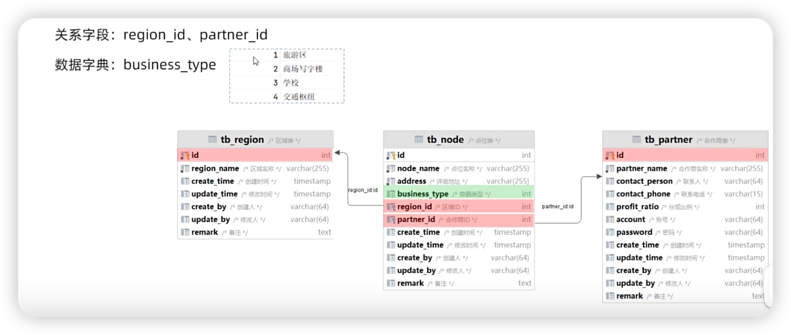 关系字段：region_id、partner_id
数据字典：business_type
1 旅游区
2 商场写字楼
3 学校
4 交通枢纽
tb_region /* 区域表 */
id int
region_name /* 区域名称 */ varchar(255)
create_time /* 创建时间 */ timestamp
update_time /* 修改时间 */ timestamp
create_by /* 创建人 */ varchar(64)
update_by /* 修改人 */ varchar(64)
remark /* 备注 */ text
region_id:id
tb_node /* 点位表 */
id int
node_name /* 点位名称 */ varchar(255)
address /* 详细地址 */ varchar(255)
business_type /* 商圈类型 */ int
region_id /* 区域ID */ int
partner_id /* 合作商ID */ int
create_time /* 创建时间 */ timestamp
update_time /* 修改时间 */ timestamp
create_by /* 创建人 */ varchar(64)
update_by /* 修改人 */ varchar(64)
remark /* 备注 */ text
partner_id:id
tb_partner /* 合作商表 */
id int
partner_name /* 合作商名称 */ varchar(255)
contact_person /* 联系人 */ varchar(64)
contact_phone /* 联系电话 */ varchar(15)
profit_ratio /* 分成比例 */ int
account /* 账号 */ varchar(64)
password /* 密码 */ varchar(64)
create_time /* 创建时间 */ timestamp
update_time /* 修改时间 */ timestamp
create_by /* 创建人 */ varchar(64)
update_by /* 修改人 */ varchar(64)
remark /* 备注 */ text